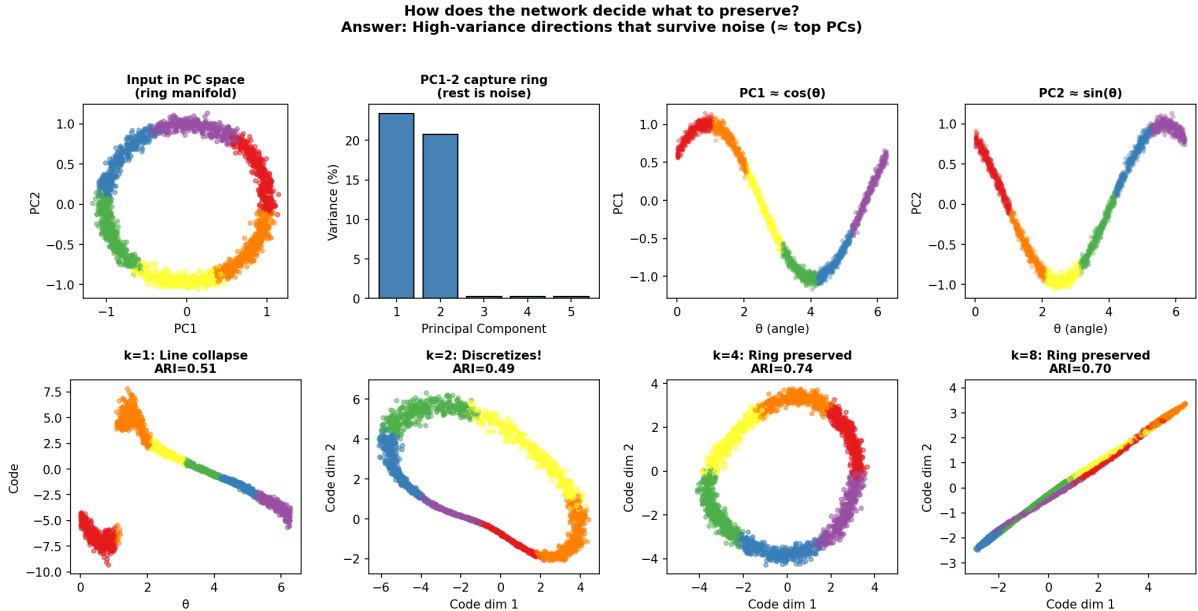 How does the network decide what to preserve?
Answer: High-variance directions that survive noise (≈ top PCs)
Input in PC space
(ring manifold)
PC2
1.0
0.5
0.0
−0.5
−1.0
−1
0
1
PC1
PC1-2 capture ring
(rest is noise)
Variance (%)
20
15
10
5
0
1
2
3
4
5
Principal Component
PC1 ≈ cos(θ)
PC1
1.0
0.5
0.0
−0.5
−1.0
0
2
4
6
θ (angle)
PC2 ≈ sin(θ)
PC2
1.0
0.5
0.0
−0.5
−1.0
0
2
4
6
θ (angle)
k=1: Line collapse
ARI=0.51
Code
7.5
5.0
2.5
0.0
−2.5
−5.0
−7.5
−10.0
0
2
4
6
θ
k=2: Discretizes!
ARI=0.49
Code dim 2
6
4
2
0
−2
−6
−4
−2
0
2
4
Code dim 1
k=4: Ring preserved
ARI=0.74
Code dim 2
4
2
0
−2
−4
−4
−2
0
2
4
Code dim 1
k=8: Ring preserved
ARI=0.70
Code dim 2
4
3
2
1
0
−1
−2
−3
−2
0
2
4
Code dim 1